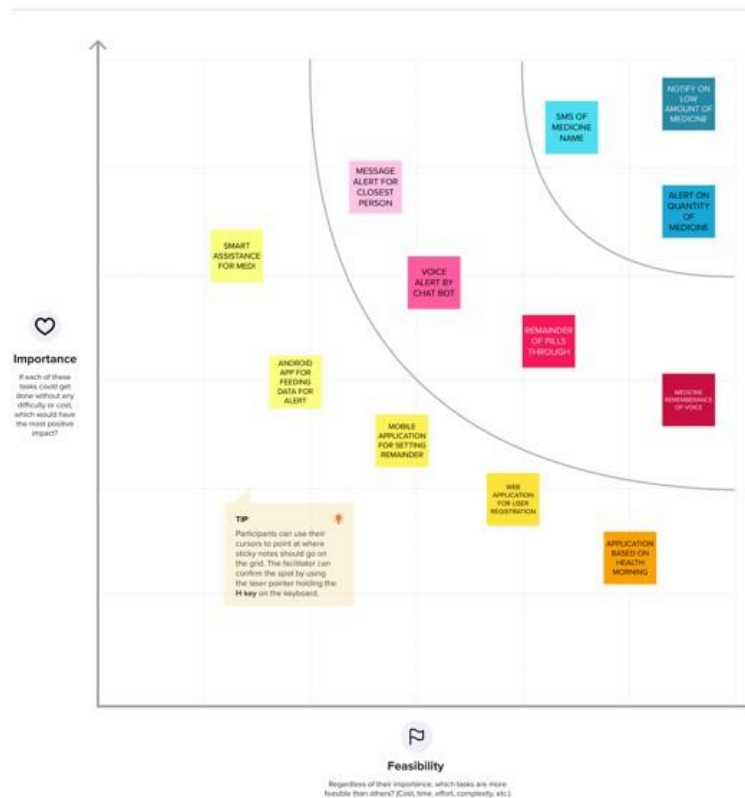 NOTIFY ON
LOW
AMOUNT OF
MEDICINE
SMS OF
MEDICINE
NAME
MESSAGE
ALERT FOR
CLOSEST
PERSON
ALERT ON
QUANTITY
OF
MEDICINE
SMART
ASSISTANCE
FOR MEDI
VOICE
ALERT BY
CHAT BOT
REMAINDER
OF PILLS
THROUGH
Importance
If each of these
tasks could get
done without any
difficulty or cost,
which would have
the most positive
impact?
ANDROID
APP FOR
FEEDING
DATA FOR
ALERT
MEDICINE
REMEMBERANCE
OF VOICE
MOBILE
APPLICATION
FOR SETTING
REMAINDER
WEB
APPLICATION
FOR USER
REGISTRATION
TIP
Participants can use their
cursors to point at where
sticky notes should go on
the grid. The facilitator can
confirm the spot by using
the laser pointer holding the
H key on the keyboard.
APPLICATION
BASED ON
HEALTH
MORNING
Feasibility
Regardless of their importance, which tasks are more
feasible than others? (Cost, time, effort, complexity, etc.)